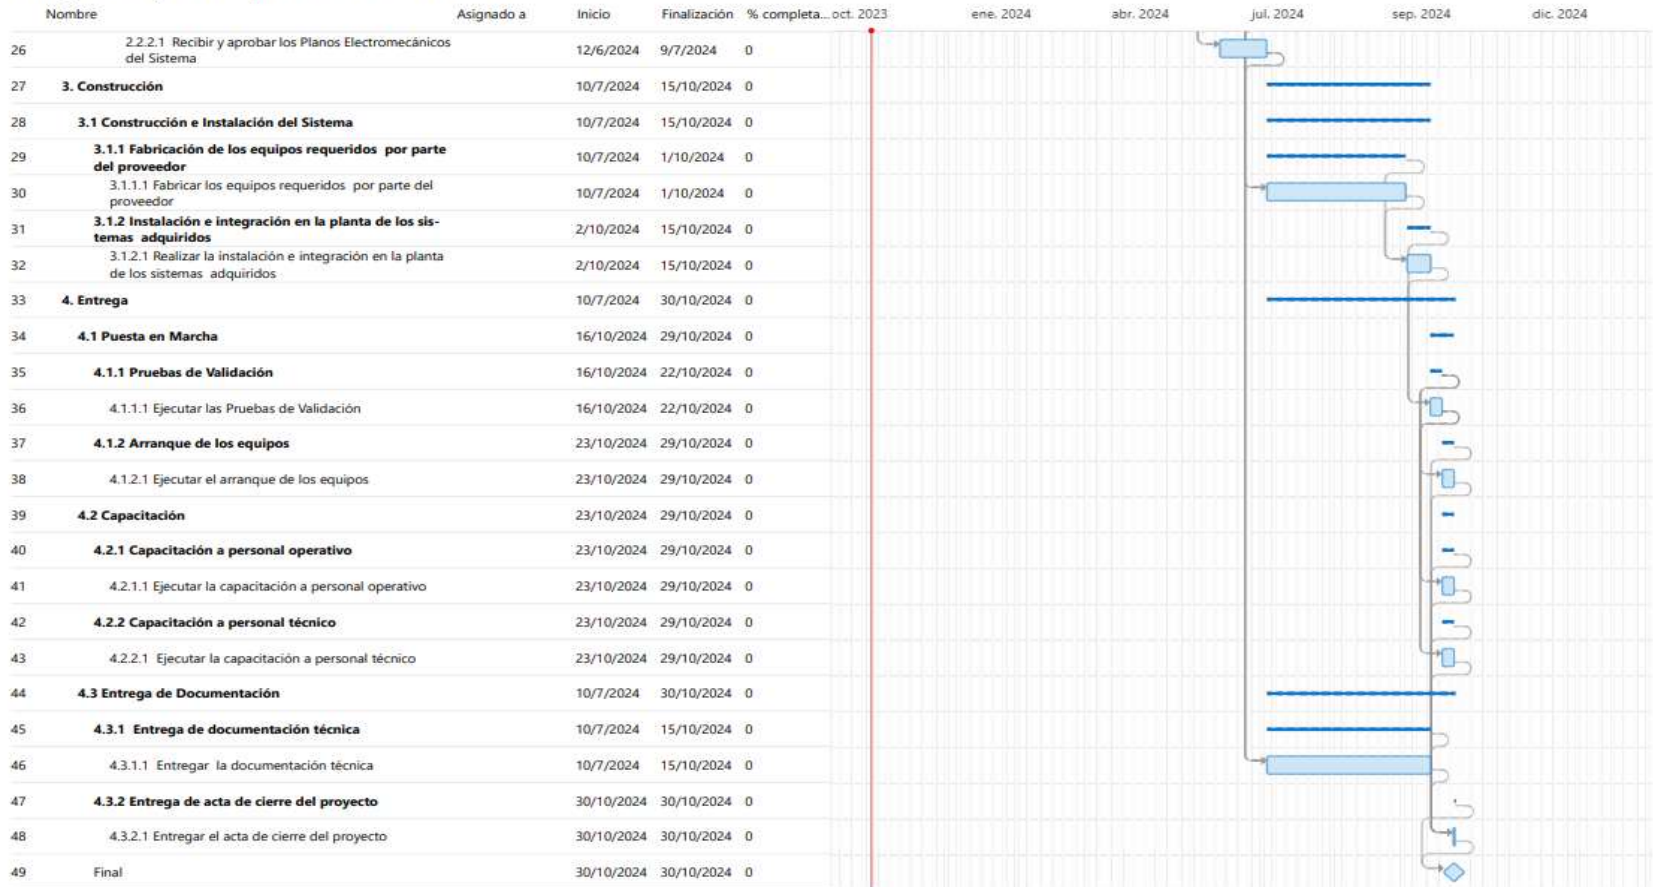 Nombre Asignado a Inicio Finalización % completa... oct. 2023 ene. 2024 abr. 2024 jul. 2024 sep. 2024 dic. 2024
26 2.2.2.1 Recibir y aprobar los Planos Electromecánicos 12/6/2024 9/7/2024 0
del Sistema
27 3. Construcción 10/7/2024 15/10/2024 0
28 3.1 Construcción e Instalación del Sistema 10/7/2024 15/10/2024 0
29 3.1.1 Fabricación de los equipos requeridos por parte 10/7/2024 1/10/2024 0
del proveedor
30 3.1.1.1 Fabricar los equipos requeridos por parte del 10/7/2024 1/10/2024 0
proveedor
31 3.1.2 Instalación e integración en la planta de los sis- 2/10/2024 15/10/2024 0
temas adquiridos
32 3.1.2.1 Realizar la instalación e integración en la planta 2/10/2024 15/10/2024 0
de los sistemas adquiridos
33 4. Entrega 10/7/2024 30/10/2024 0
34 4.1 Puesta en Marcha 16/10/2024 29/10/2024 0
35 4.1.1 Pruebas de Validación 16/10/2024 22/10/2024 0
36 4.1.1.1 Ejecutar las Pruebas de Validación 16/10/2024 22/10/2024 0
37 4.1.2 Arranque de los equipos 23/10/2024 29/10/2024 0
38 4.1.2.1 Ejecutar el arranque de los equipos 23/10/2024 29/10/2024 0
39 4.2 Capacitación 23/10/2024 29/10/2024 0
40 4.2.1 Capacitación a personal operativo 23/10/2024 29/10/2024 0
41 4.2.1.1 Ejecutar la capacitación a personal operativo 23/10/2024 29/10/2024 0
42 4.2.2 Capacitación a personal técnico 23/10/2024 29/10/2024 0
43 4.2.2.1 Ejecutar la capacitación a personal técnico 23/10/2024 29/10/2024 0
44 4.3 Entrega de Documentación 10/7/2024 30/10/2024 0
45 4.3.1 Entrega de documentación técnica 10/7/2024 15/10/2024 0
46 4.3.1.1 Entregar la documentación técnica 10/7/2024 15/10/2024 0
47 4.3.2 Entrega de acta de cierre del proyecto 30/10/2024 30/10/2024 0
48 4.3.2.1 Entregar el acta de cierre del proyecto 30/10/2024 30/10/2024 0
49 Final 30/10/2024 30/10/2024 0